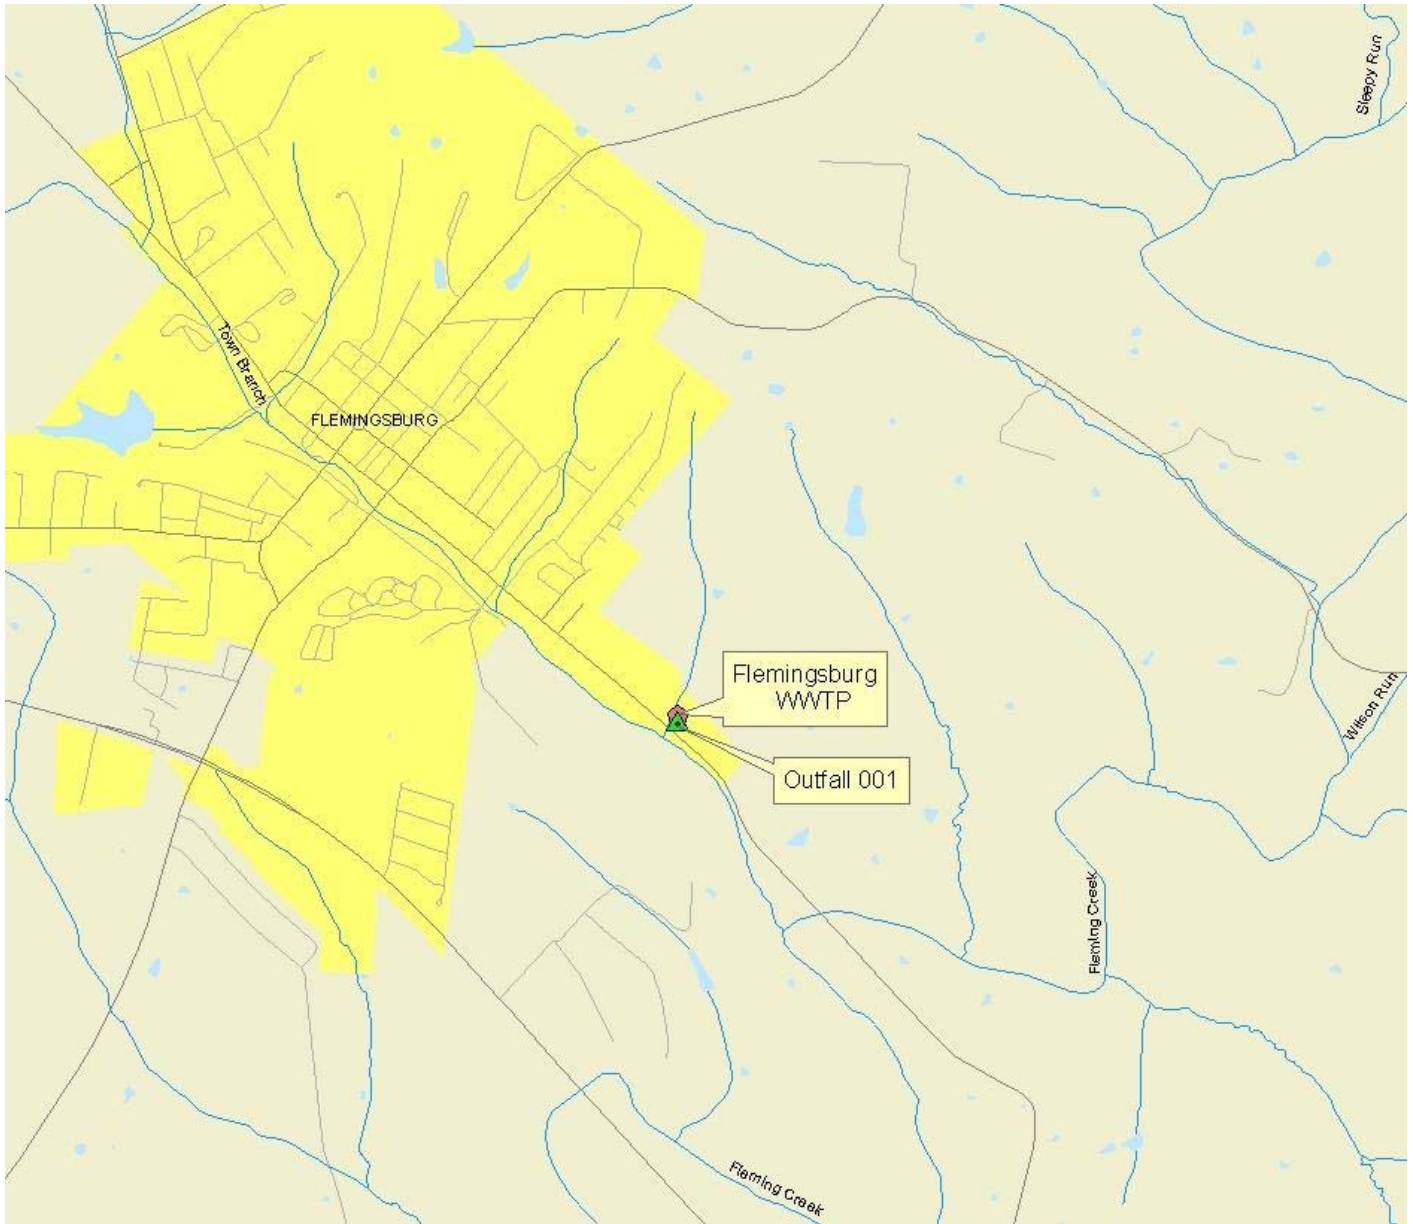 Sleepy Run
Town Branch
FLEMINGSBURG
Flemingsburg
WWTP
Wilson Run
Outfall 001
Fleming Creek
Fleming Creek